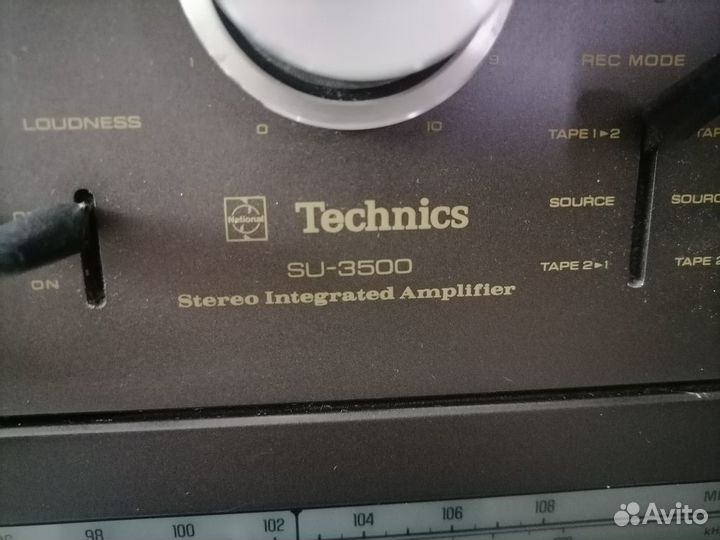 1 9 REC MODE
LOUDNESS 0 10 TAPE 1▸2
National Technics SOURCE
SU-3500
ON TAPE 2▸1 TAPE 2
Stereo Integrated Amplifier
98 100 102 104 106 108
Avito